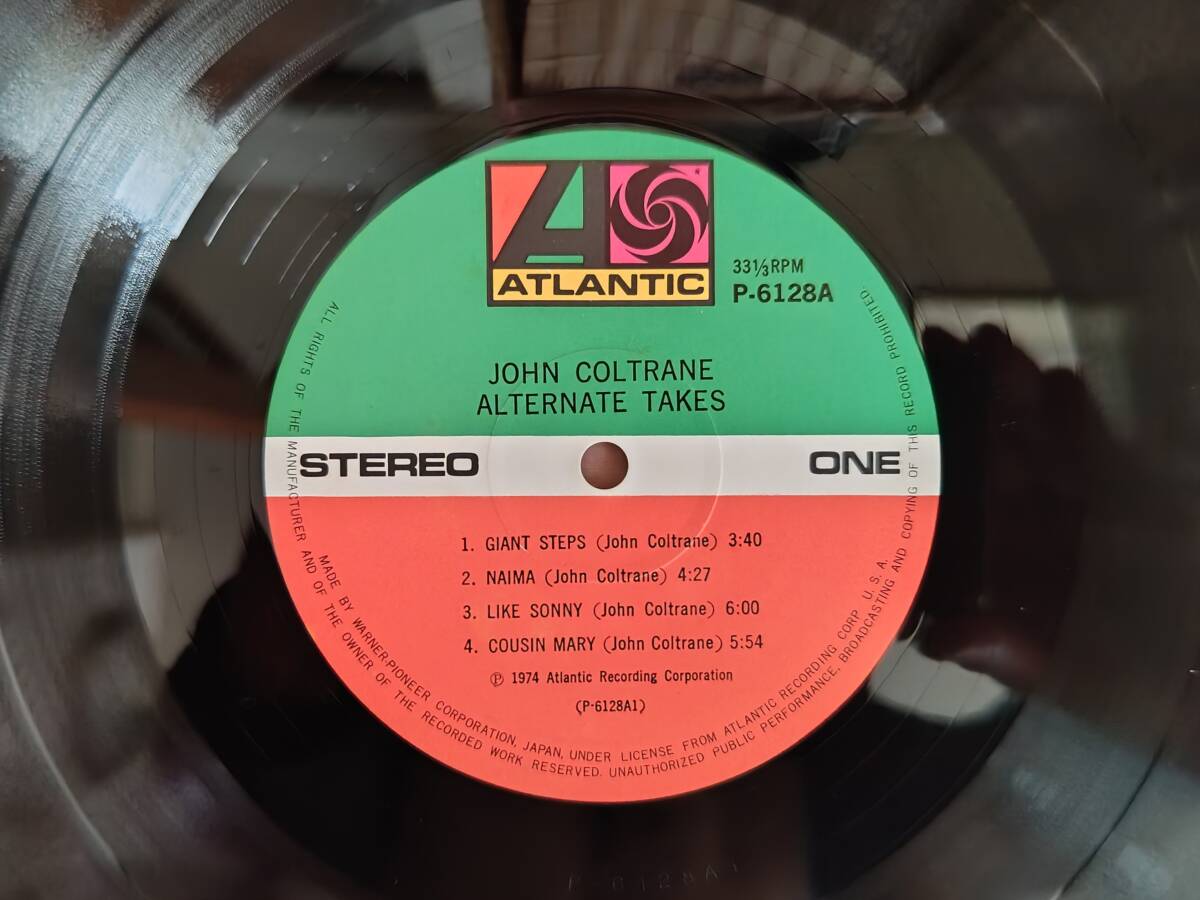 ATLANTIC
33⅓ RPM
P-6128A
JOHN COLTRANE
ALTERNATE TAKES
STEREO
ONE
1. GIANT STEPS (John Coltrane) 3:40
2. NAIMA (John Coltrane) 4:27
3. LIKE SONNY (John Coltrane) 6:00
4. COUSIN MARY (John Coltrane) 5:54
Ⓟ 1974 Atlantic Recording Corporation
(P-6128A1)
MADE BY WARNER-PIONEER CORPORATION, JAPAN, UNDER LICENSE FROM ATLANTIC RECORDING CORP. U. S. A.
ALL RIGHTS OF THE MANUFACTURER AND OF THE OWNER OF THE RECORDED WORK RESERVED. UNAUTHORIZED PUBLIC PERFORMANCE, BROADCASTING AND COPYING OF THIS RECORD PROHIBITED.
P 6128A1